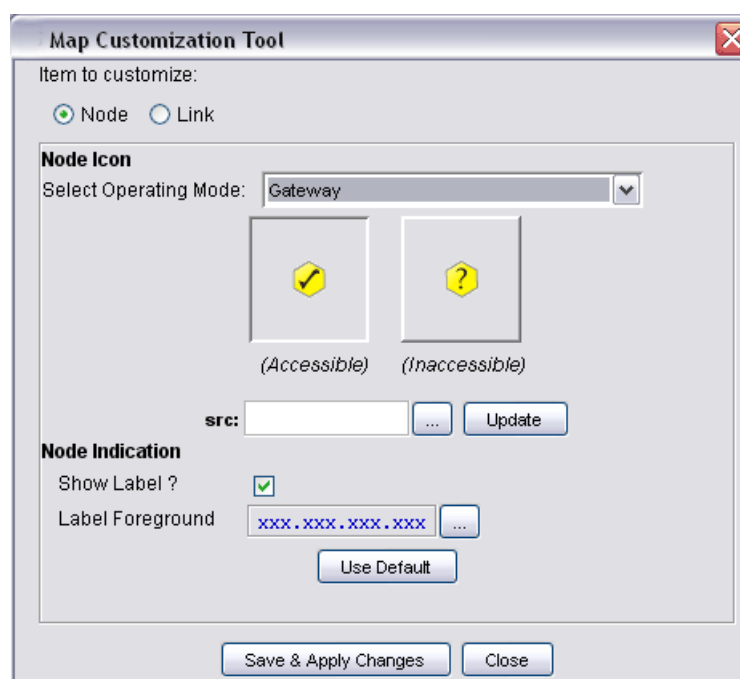 Map Customization Tool
Item to customize:
Node Link
Node Icon
Select Operating Mode: Gateway
?
(Accessible) (Inaccessible)
src: ... Update
Node Indication
Show Label ?
Label Foreground xxx.xxx.xxx.xxx ...
Use Default
Save & Apply Changes Close